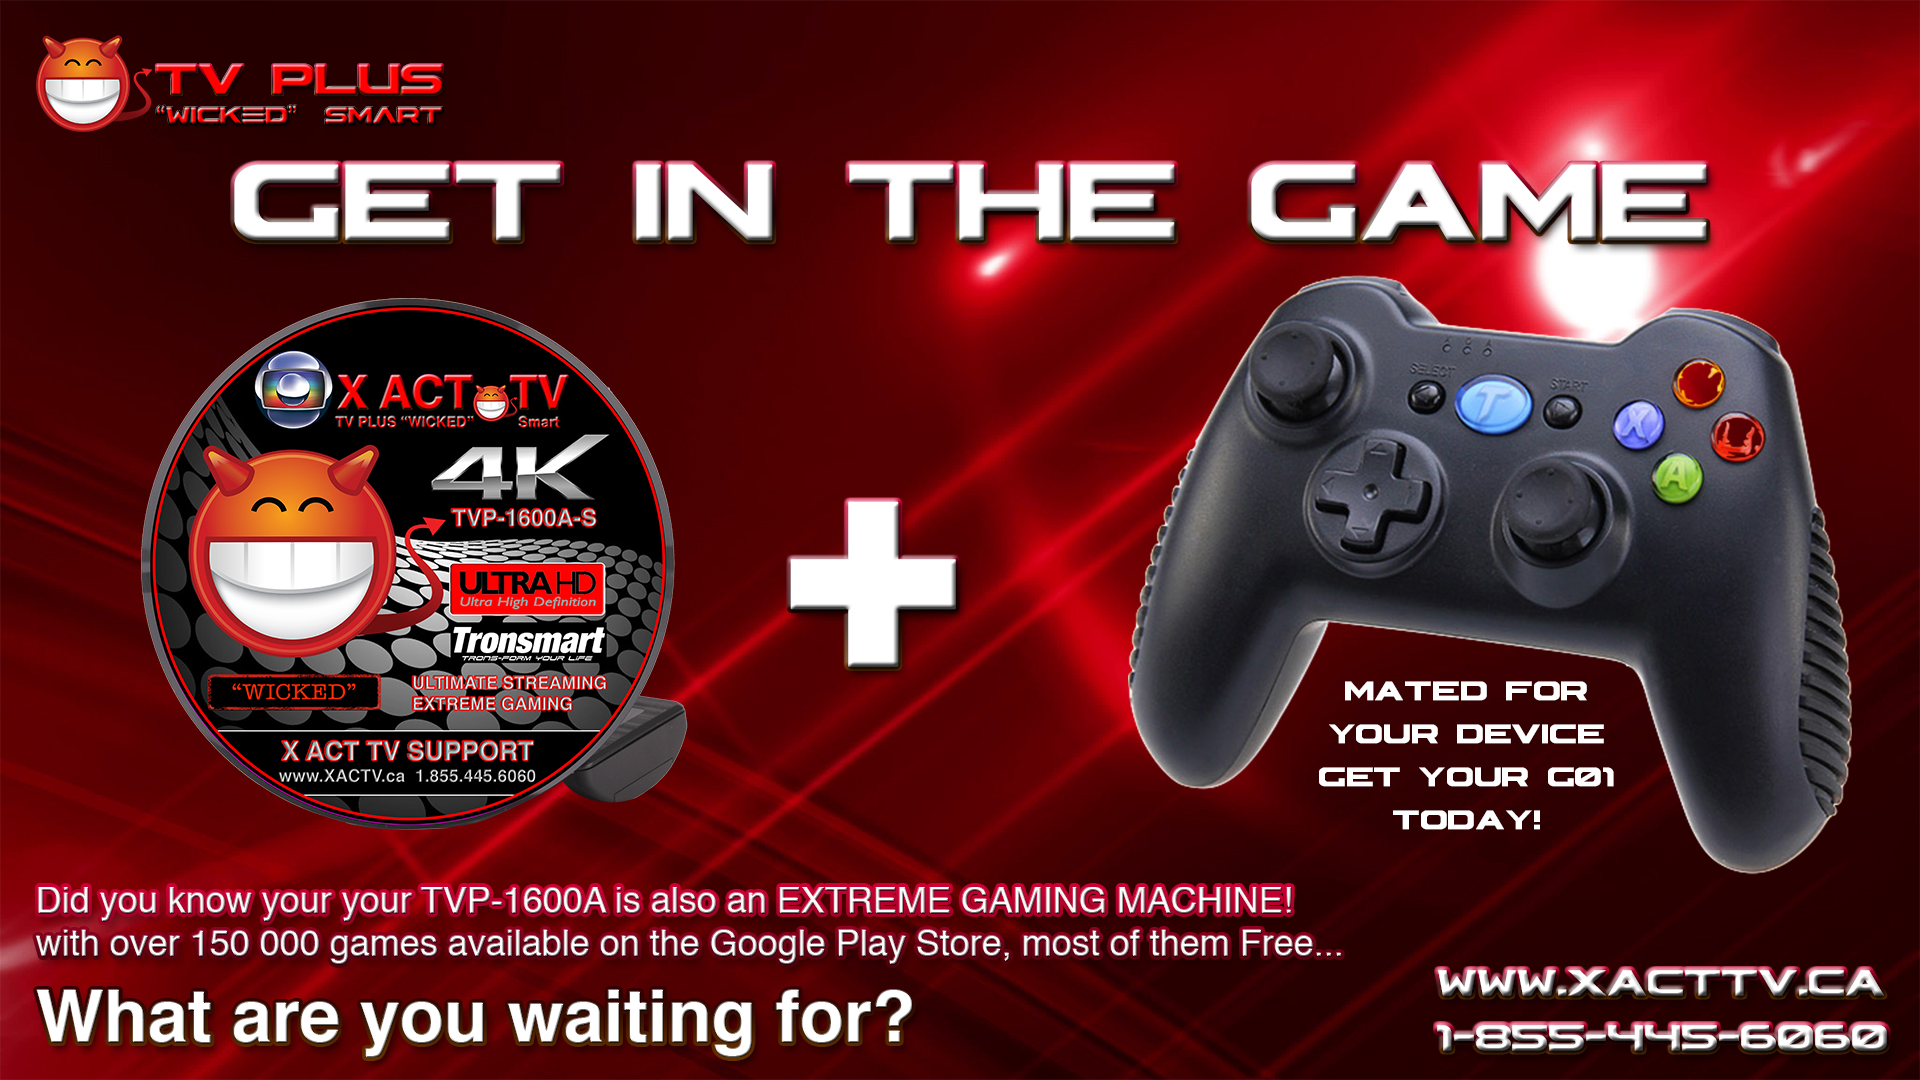 TV PLUS
"WICKED" SMART
GET IN THE GAME
X ACT TV
TV PLUS "WICKED" Smart
4K
TVP-1600A-S
ULTRA HD
Ultra High Definition
Tronsmart
TRONS-FORM YOUR LIFE
"WICKED"
ULTIMATE STREAMING
EXTREME GAMING
X ACT TV SUPPORT
www.XACTV.ca 1.855.445.6060
+
SELECT
T
START
X
A
MATED FOR
YOUR DEVICE
GET YOUR G01
TODAY!
Did you know your your TVP-1600A is also an EXTREME GAMING MACHINE!
with over 150 000 games available on the Google Play Store, most of them Free...
What are you waiting for?
WWW.XACTTV.CA
1-855-445-6060